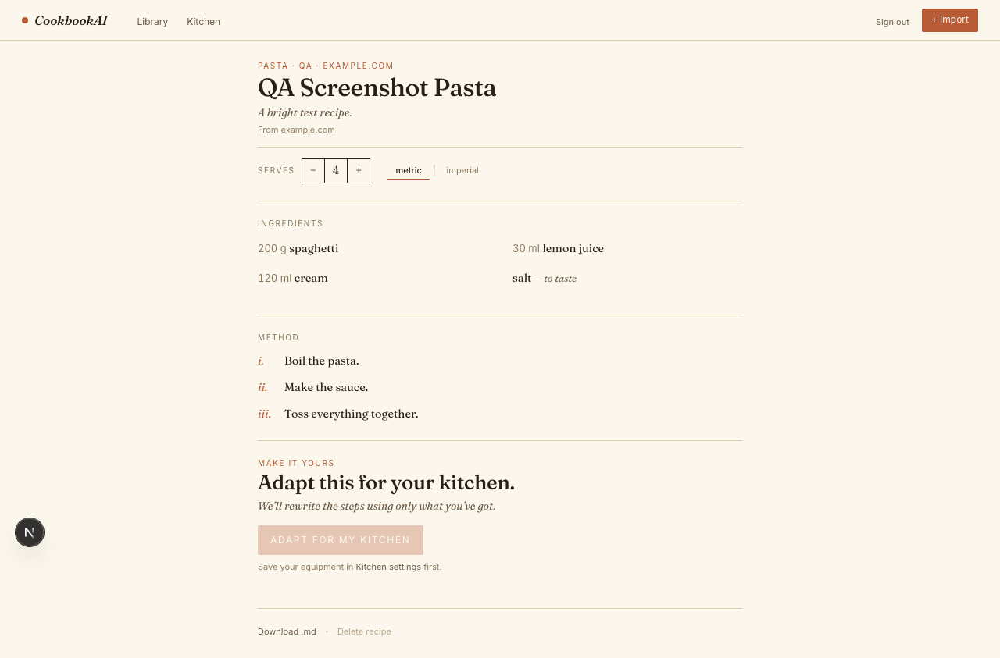 CookbookAI Library Kitchen Sign out + Import
PASTA · QA · EXAMPLE.COM
QA Screenshot Pasta
A bright test recipe.
From example.com
SERVES − 4 + metric | imperial
INGREDIENTS
200 g spaghetti
30 ml lemon juice
120 ml cream
salt — to taste
METHOD
i. Boil the pasta.
ii. Make the sauce.
iii. Toss everything together.
MAKE IT YOURS
Adapt this for your kitchen.
We’ll rewrite the steps using only what you’ve got.
ADAPT FOR MY KITCHEN
Save your equipment in Kitchen settings first.
Download .md · Delete recipe
N